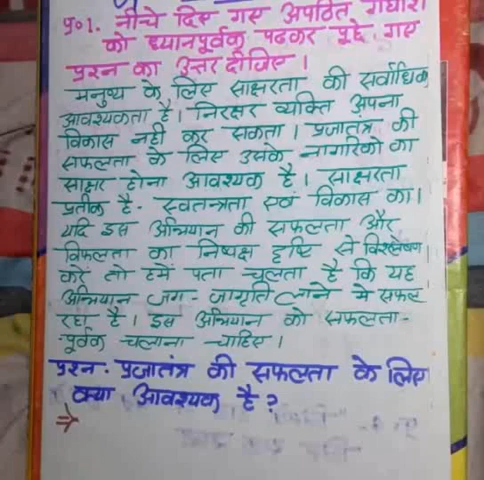 प्र०1. नीचे दिए गए अपठित गद्यांश
को ध्यानपूर्वक पढकर पूछे गए
प्रश्न का उत्तर दीजिए।
मनुष्य के लिए साक्षरता की सर्वाधिक
आवश्यकता है। निरक्षर व्यक्ति अपना
विकास नही कर सकता। प्रजातंत्र की
सफलता के लिए उसके नागरिको का
साक्षर होना आवश्यक है। साक्षरता
प्रतीक है- स्वतन्त्रता एवं विकास का।
यदि इस अभियान की सफलता और
विफलता का निष्पक्ष दृष्टि से विश्लेषण
करें तो हमें पता चलता है कि यह
अभियान जग-जागृति लाने मे सफल
रहा है। इस अभियान को सफलता-
-पूर्वक चलाना चाहिए।
प्रश्न- प्रजातंत्र की सफलता के लिए
क्या आवश्यक है?
⇒